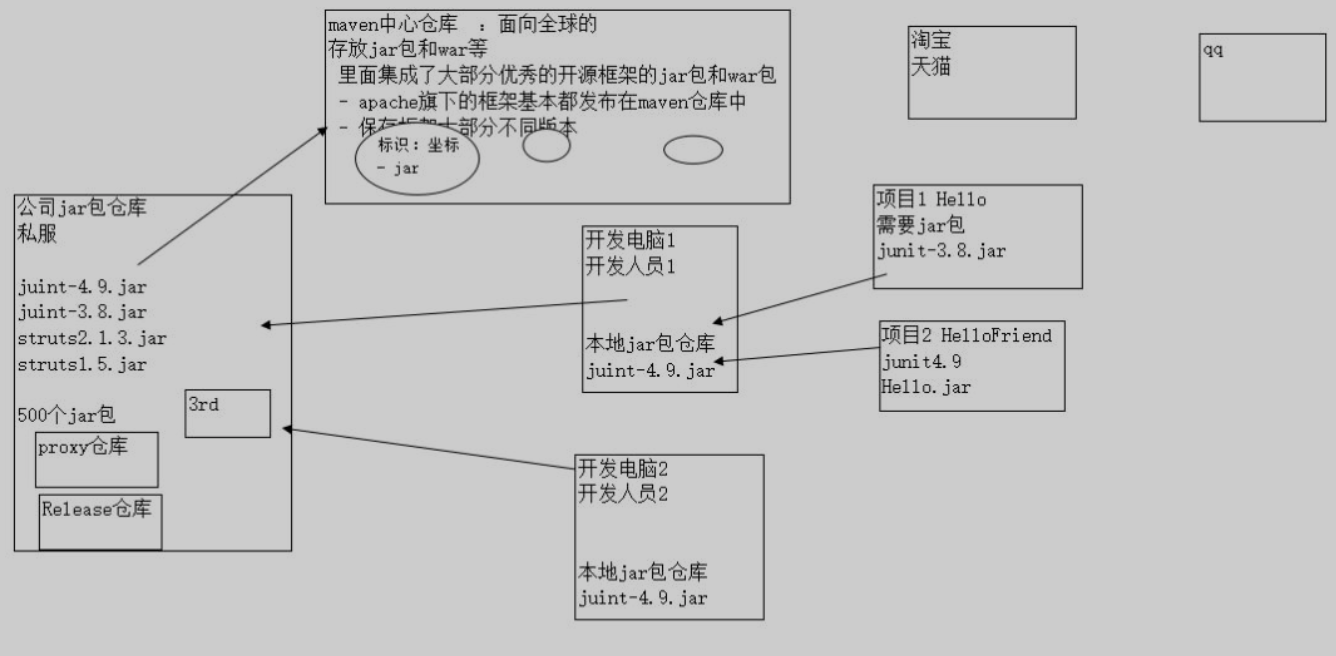 maven中心仓库 ：面向全球的
存放jar包和war等
里面集成了大部分优秀的开源框架的jar包和war包
- apache旗下的框架基本都发布在maven仓库中
- 保存框架大部分不同版本
标识：坐标
- jar
淘宝
天猫
qq
公司jar包仓库
私服
juint-4.9.jar
juint-3.8.jar
struts2.1.3.jar
struts1.5.jar
500个jar包
3rd
proxy仓库
Release仓库
开发电脑1
开发人员1
本地jar包仓库
juint-4.9.jar
项目1 Hello
需要jar包
junit-3.8.jar
项目2 HelloFriend
junit4.9
Hello.jar
开发电脑2
开发人员2
本地jar包仓库
juint-4.9.jar